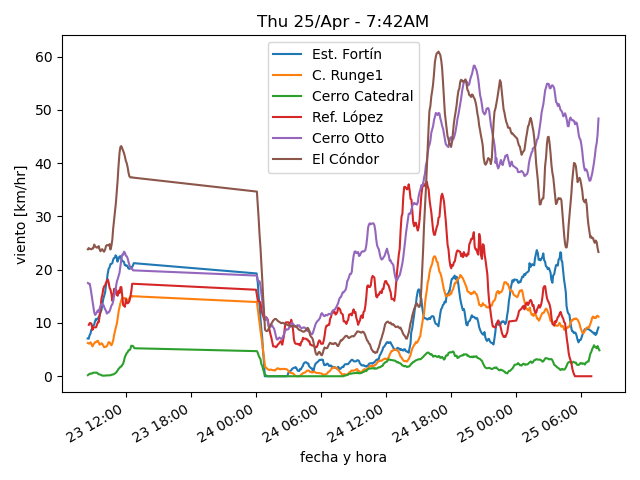 Thu 25/Apr - 7:42AM
Est. Fortín
C. Runge1
Cerro Catedral
Ref. López
Cerro Otto
El Cóndor
viento [km/hr]
60
50
40
30
20
10
0
23 12:00
23 18:00
24 00:00
24 06:00
24 12:00
24 18:00
25 00:00
25 06:00
fecha y hora